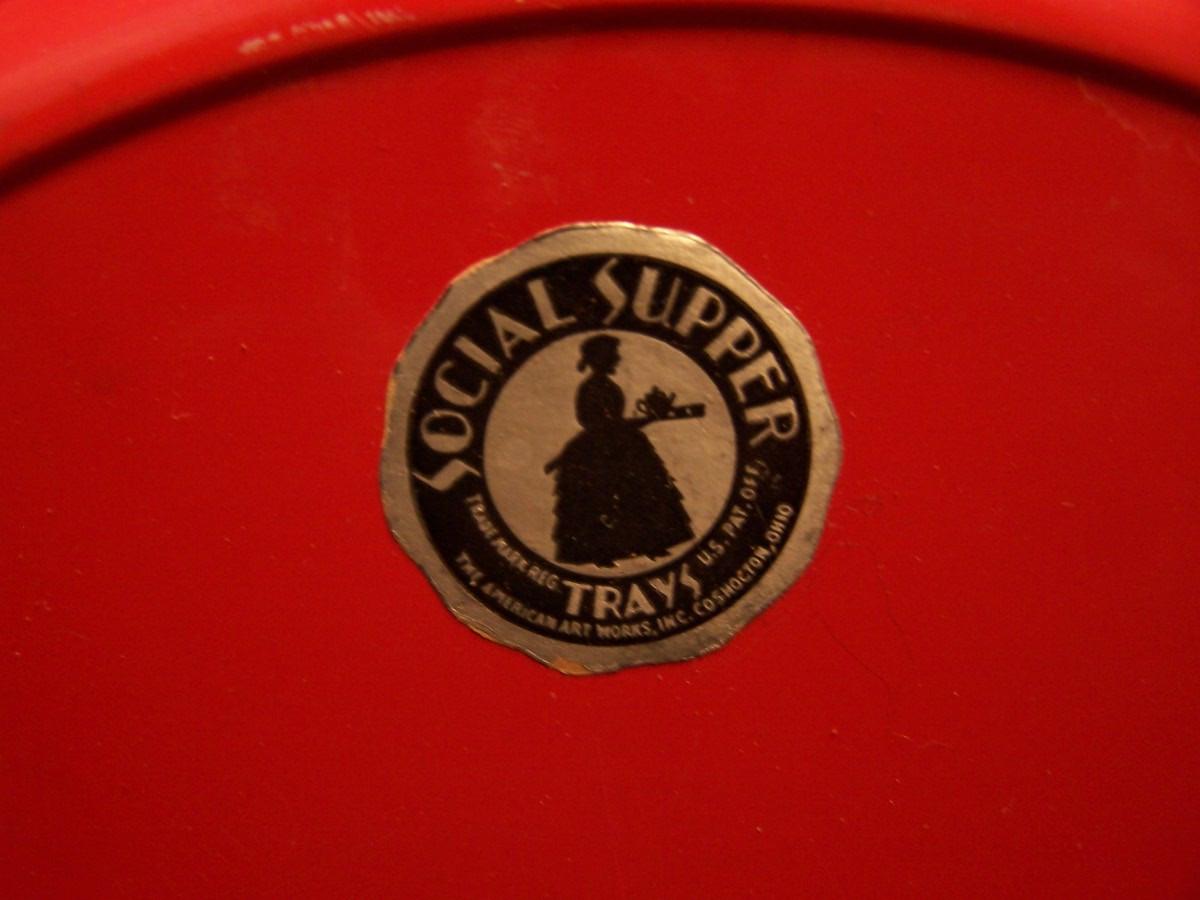 SOCIAL SUPPER
TRAYS
TRADE MARK REG.
U.S. PAT. OFF.
THE AMERICAN ART WORKS, INC. COSHOCTON, OHIO